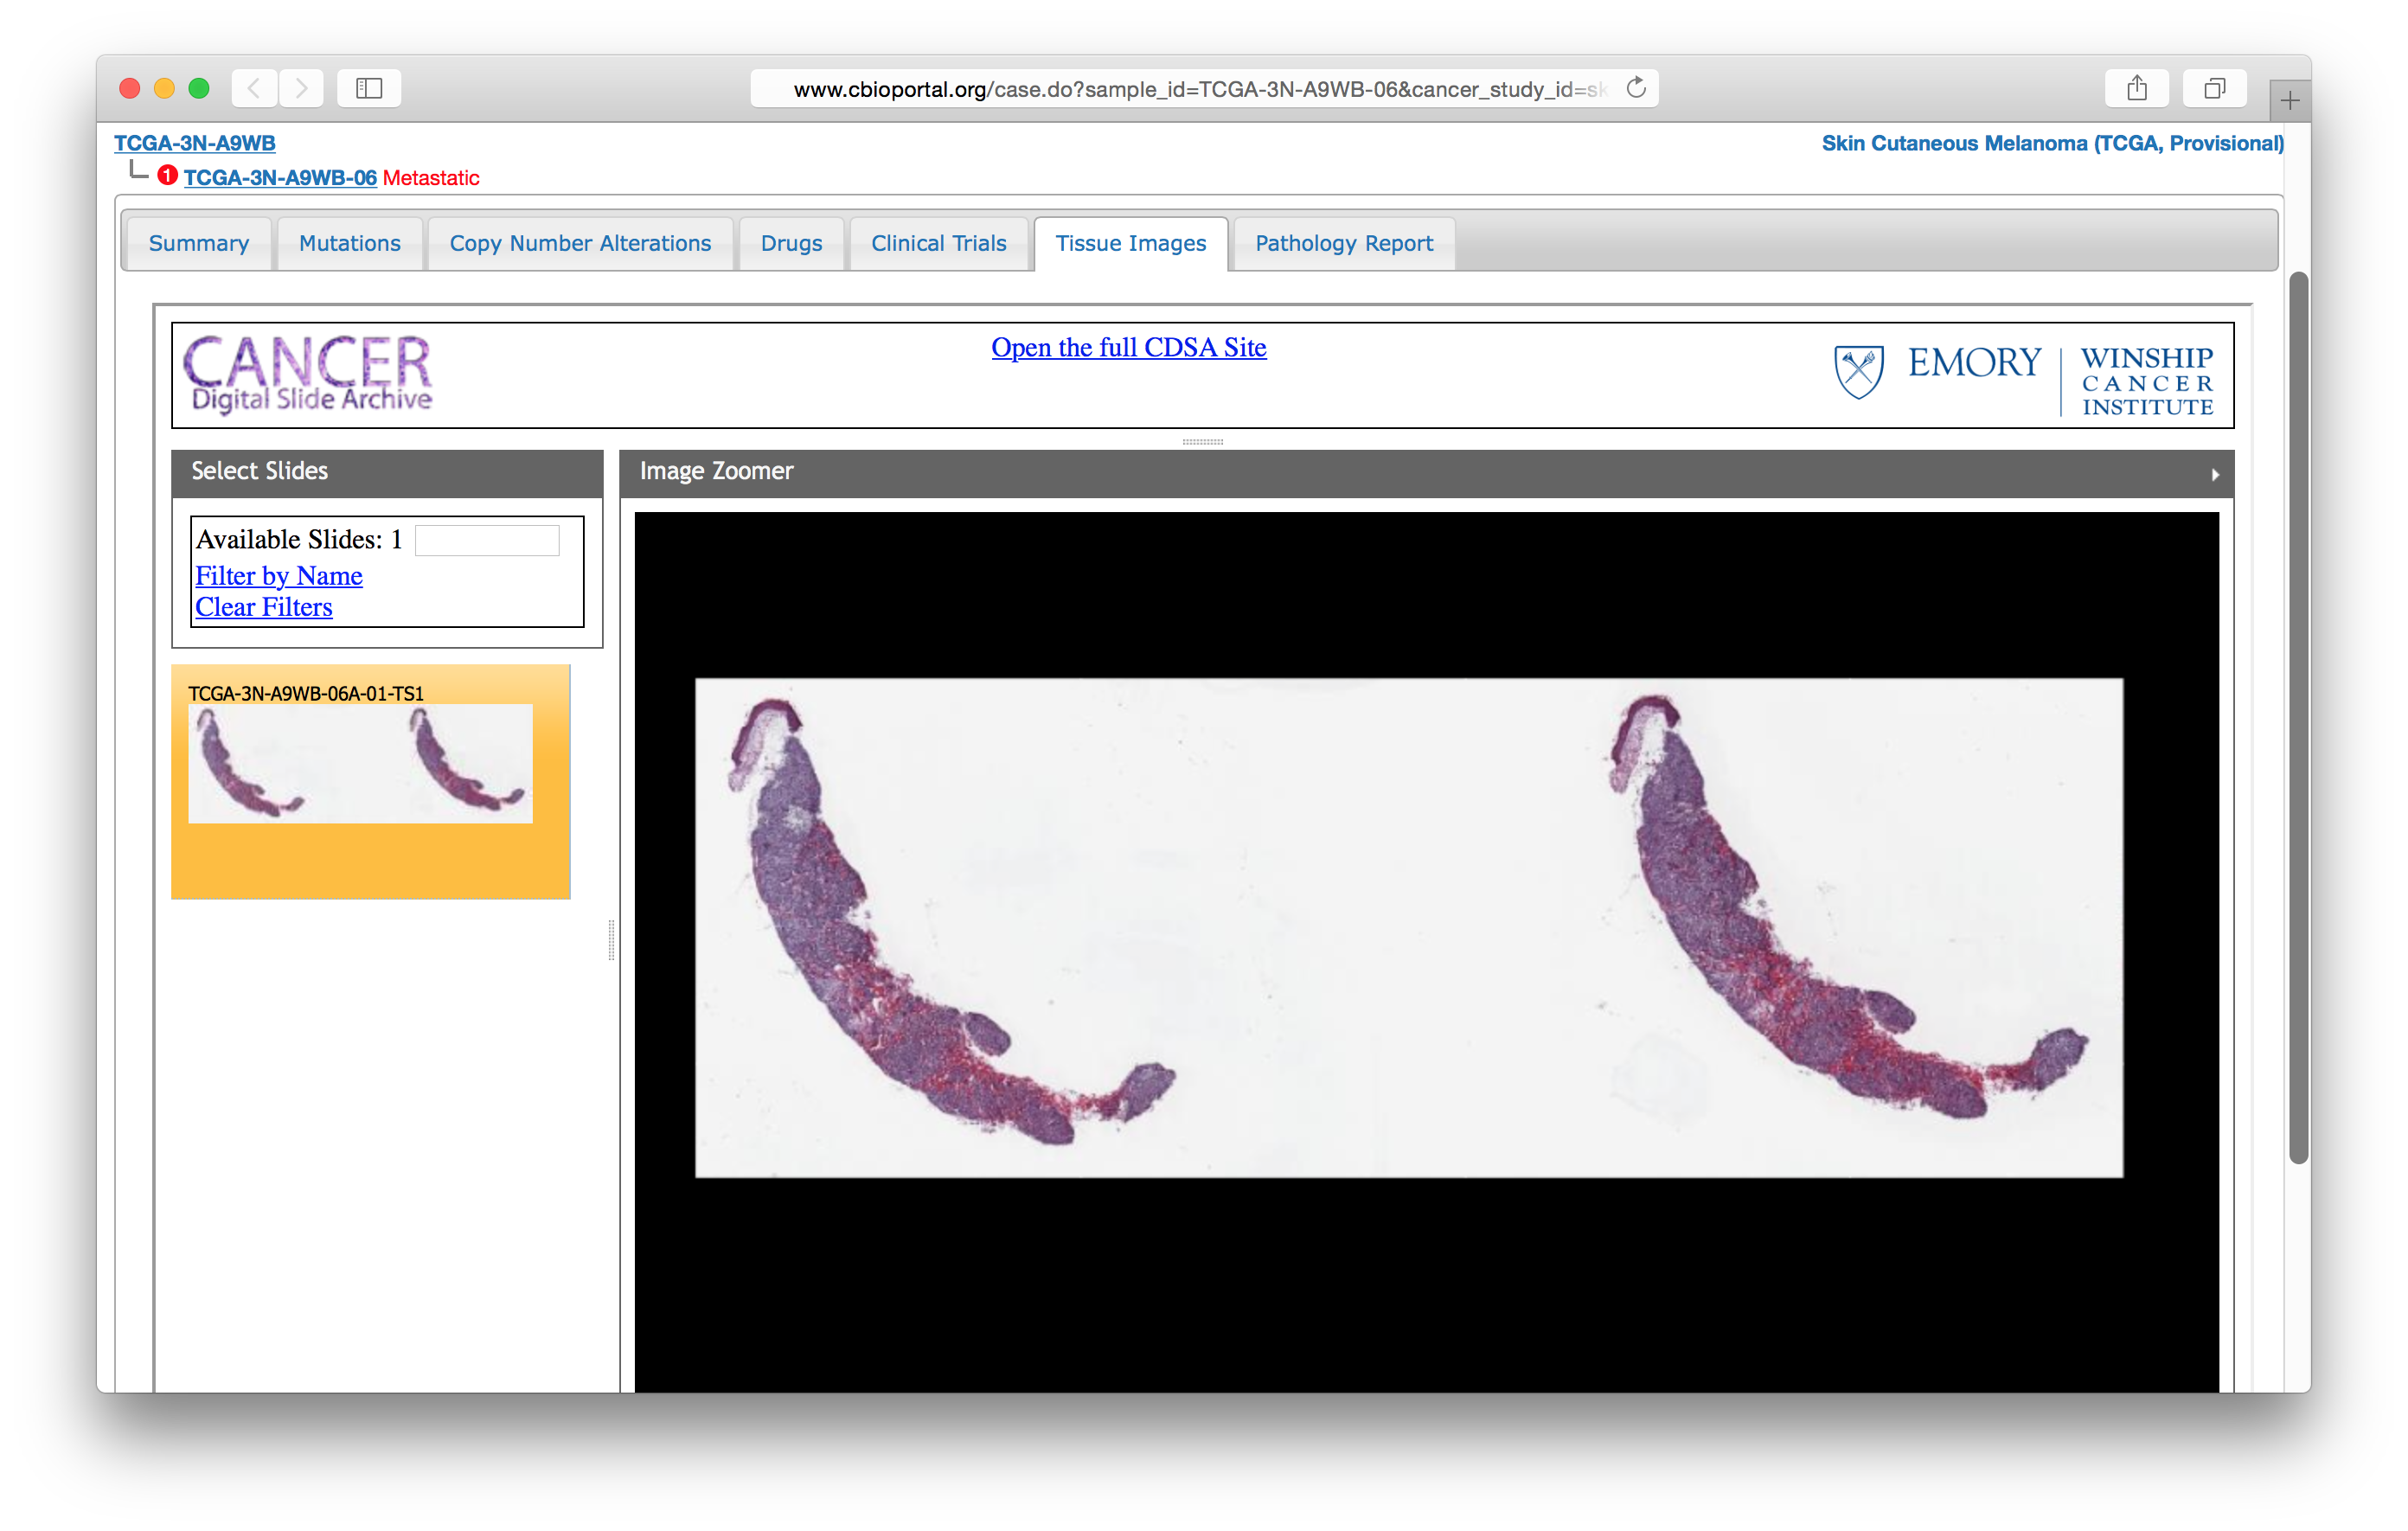 www.cbioportal.org/case.do?sample_id=TCGA-3N-A9WB-06&cancer_study_id=sk
TCGA-3N-A9WB
Skin Cutaneous Melanoma (TCGA, Provisional)
1 TCGA-3N-A9WB-06 Metastatic
Summary Mutations Copy Number Alterations Drugs Clinical Trials Tissue Images Pathology Report
CANCER
Digital Slide Archive
Open the full CDSA Site
EMORY
WINSHIP
CANCER
INSTITUTE
Select Slides
Image Zoomer
Available Slides: 1
Filter by Name
Clear Filters
TCGA-3N-A9WB-06A-01-TS1